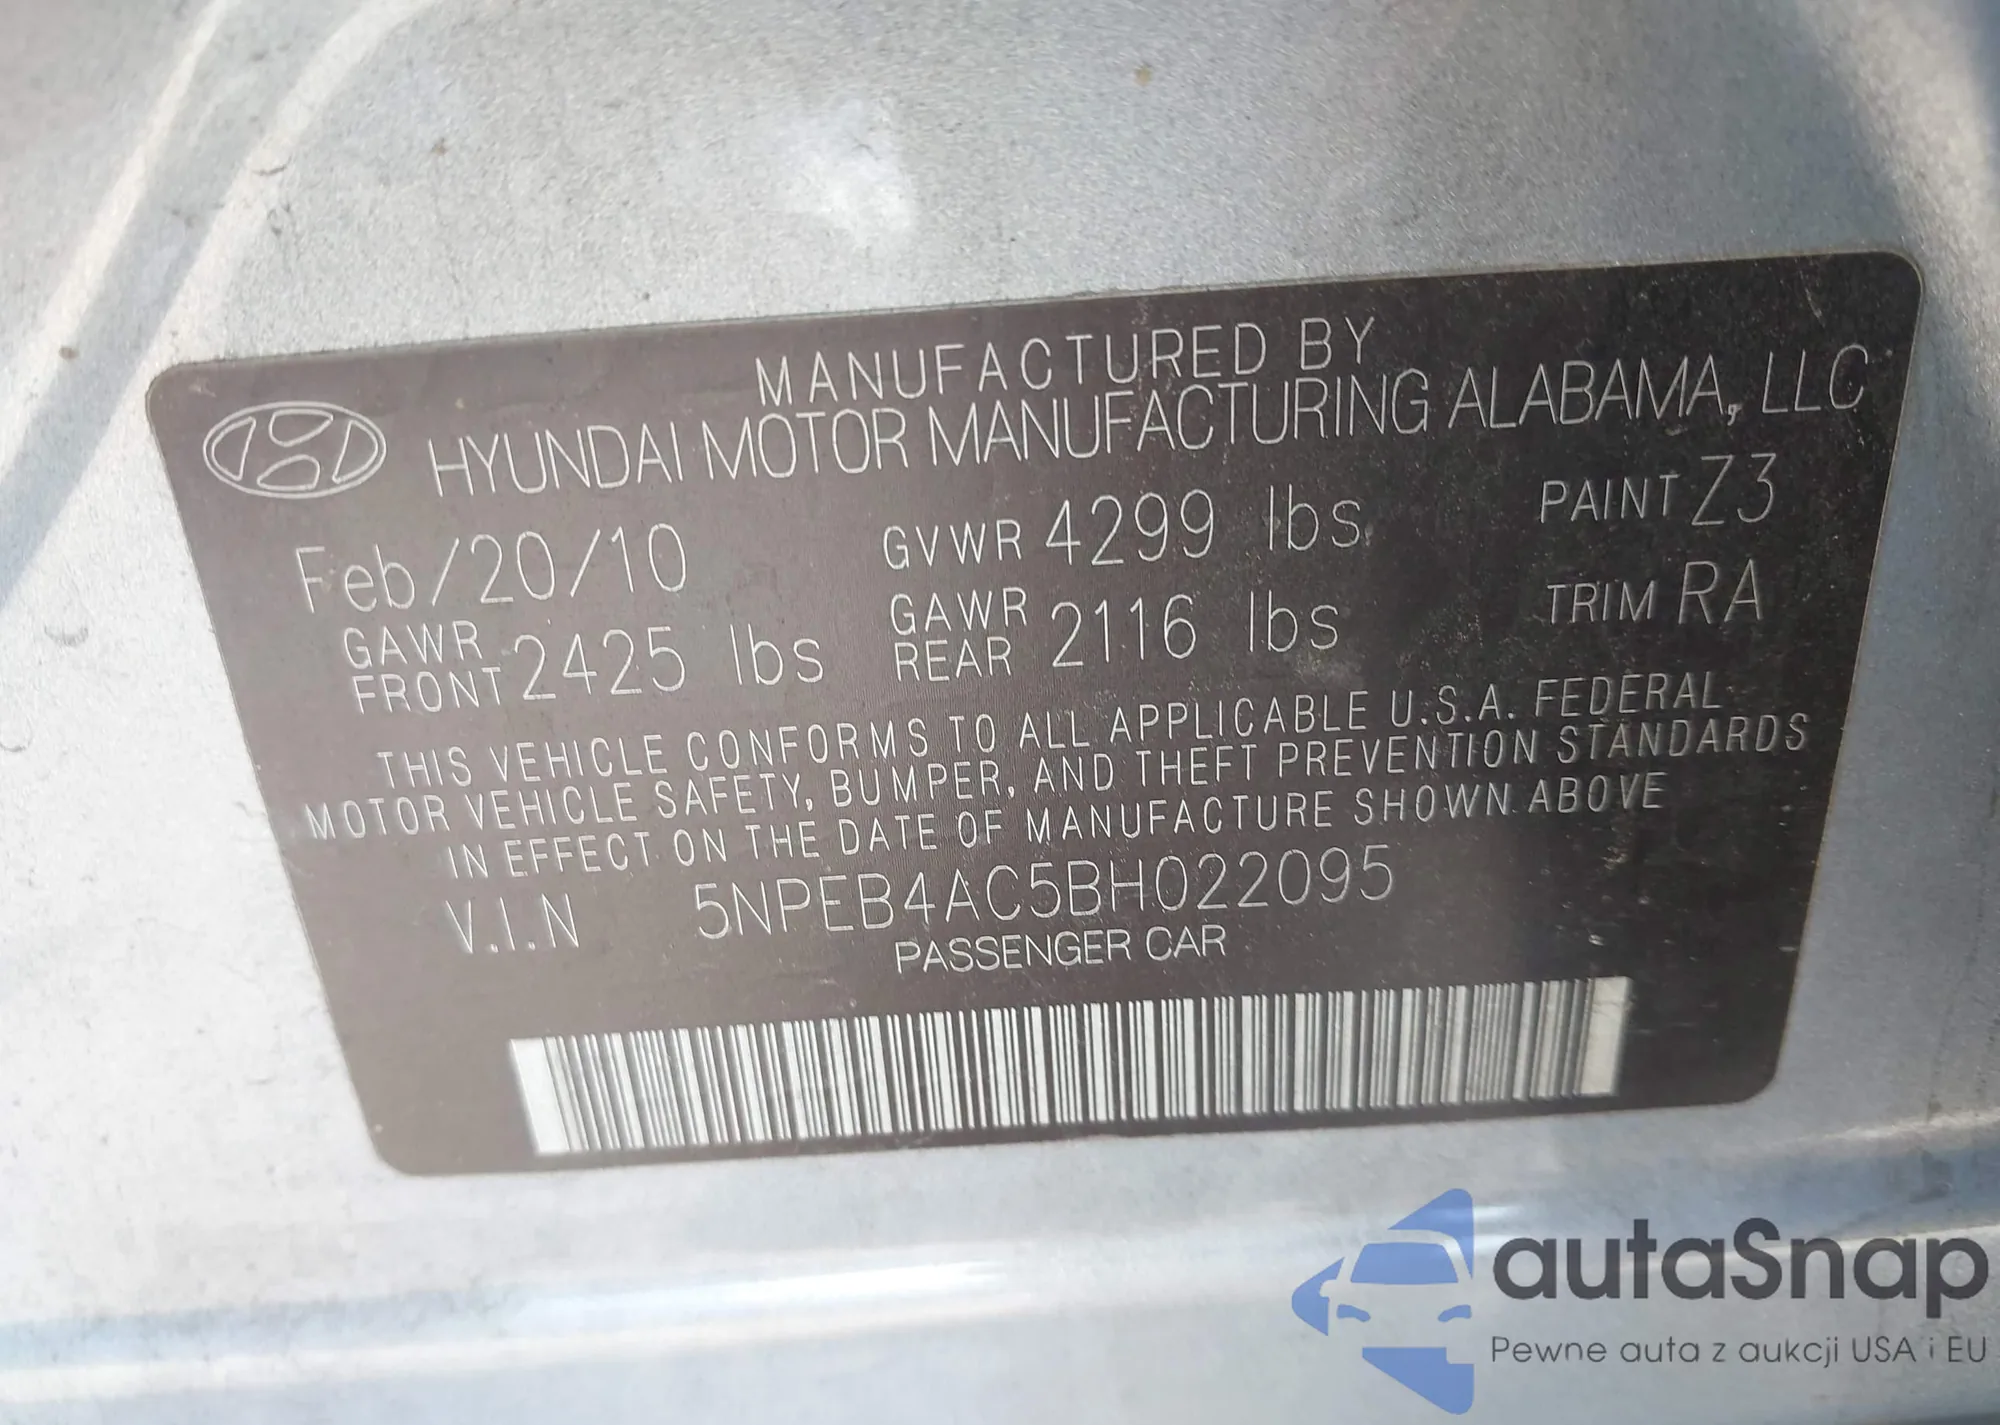 MANUFACTURED BY
HYUNDAI MOTOR MANUFACTURING ALABAMA, LLC
Feb/20/10 GVWR 4299 lbs PAINT Z3
GAWR FRONT 2425 lbs GAWR REAR 2116 lbs TRIM RA
THIS VEHICLE CONFORMS TO ALL APPLICABLE U.S.A. FEDERAL
MOTOR VEHICLE SAFETY, BUMPER, AND THEFT PREVENTION STANDARDS
IN EFFECT ON THE DATE OF MANUFACTURE SHOWN ABOVE
V.I.N 5NPEB4AC5BH022095
PASSENGER CAR
autaSnap
Pewne auta z aukcji USA i EU